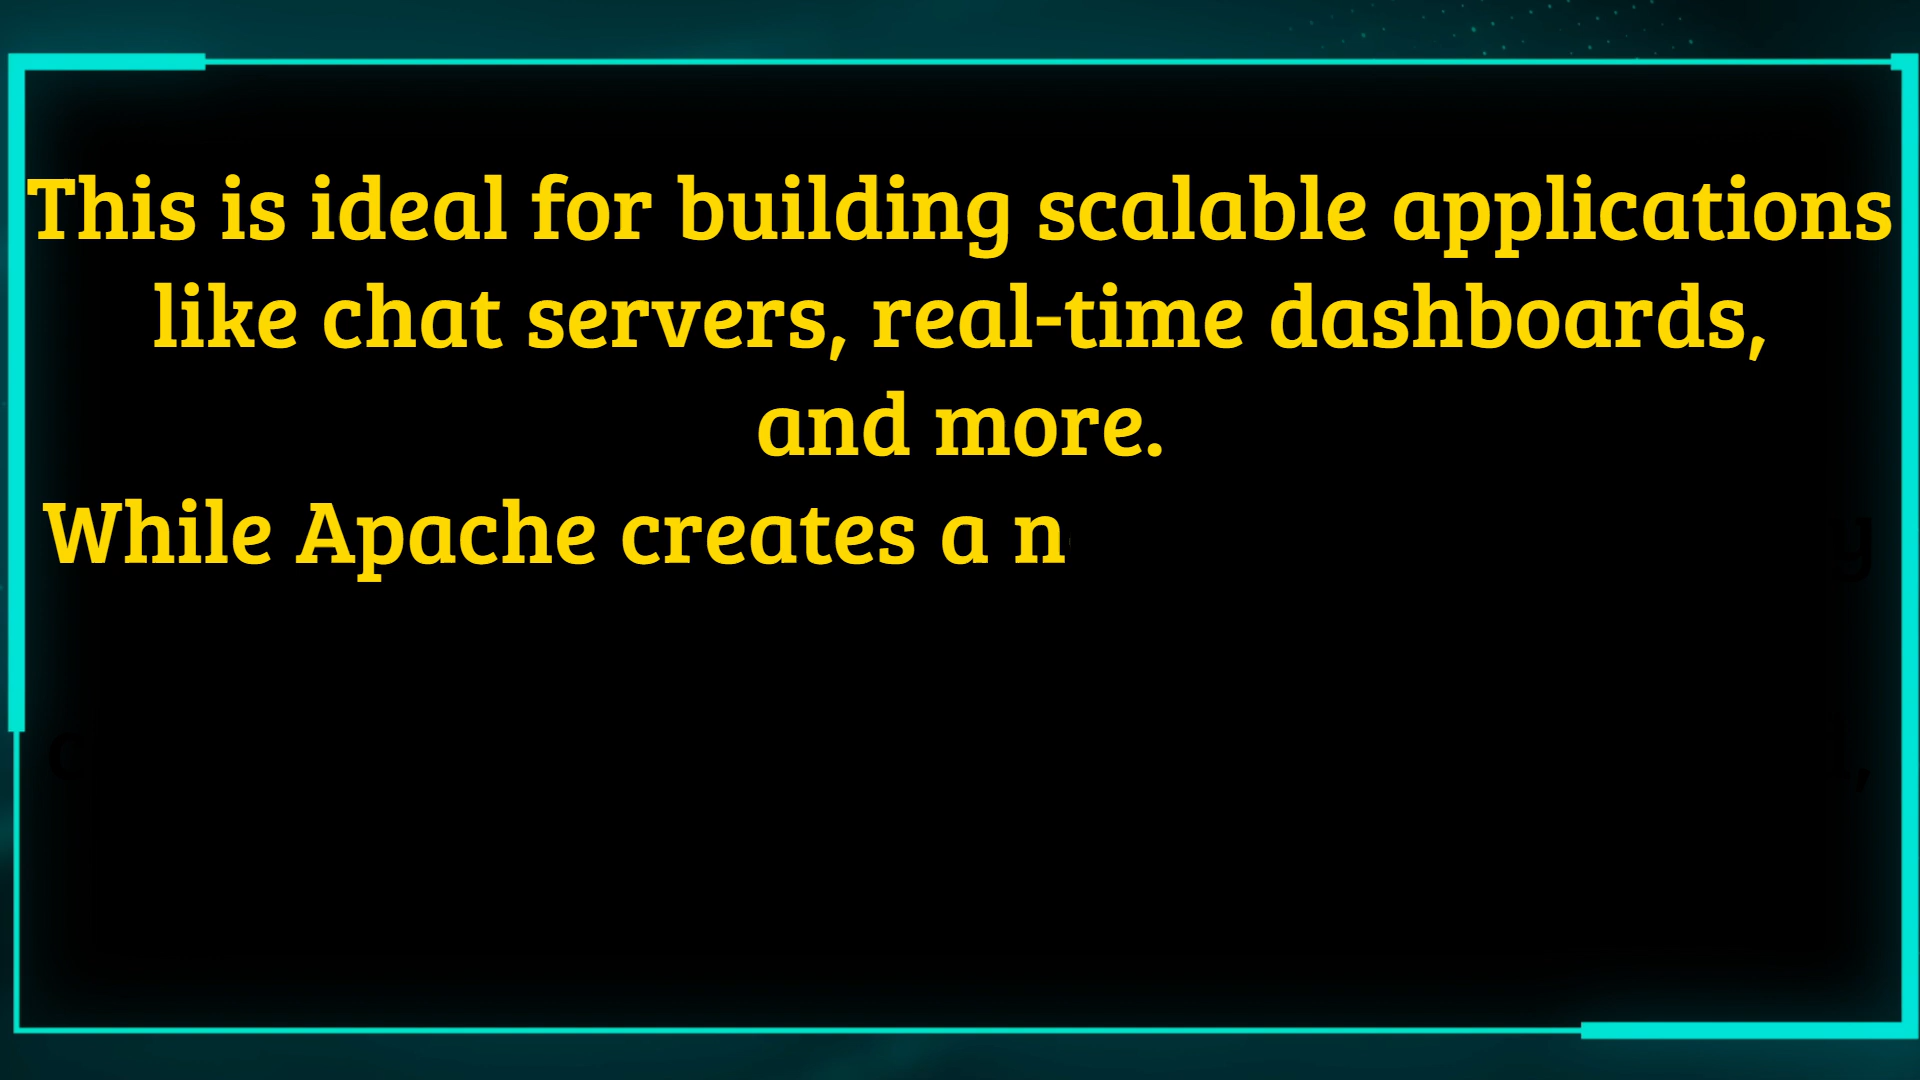 This is ideal for building scalable applications
like chat servers, real-time dashboards,
and more.
While Apache creates a n